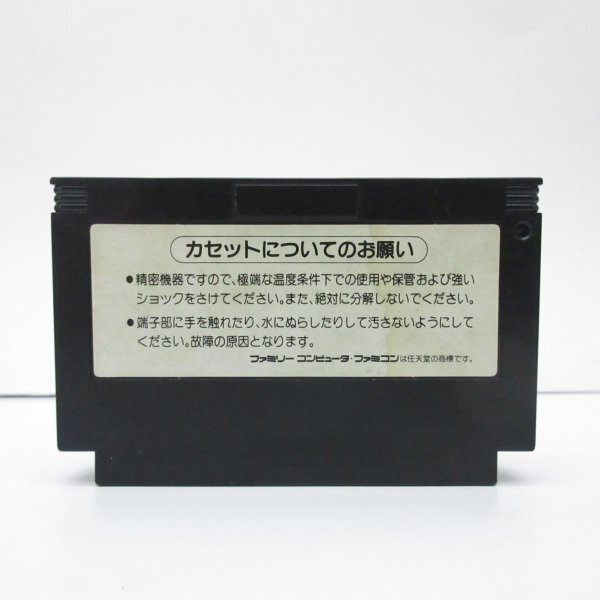 カセットについてのお願い
●精密機器ですので、極端な温度条件下での使用や保管および強い
ショックをさけてください。また、絶対に分解しないでください。
●端子部に手を触れたり、水にぬらしたりして汚さないようにして
ください。故障の原因となります。
ファミリー コンピュータ・ファミコンは任天堂の商標です。